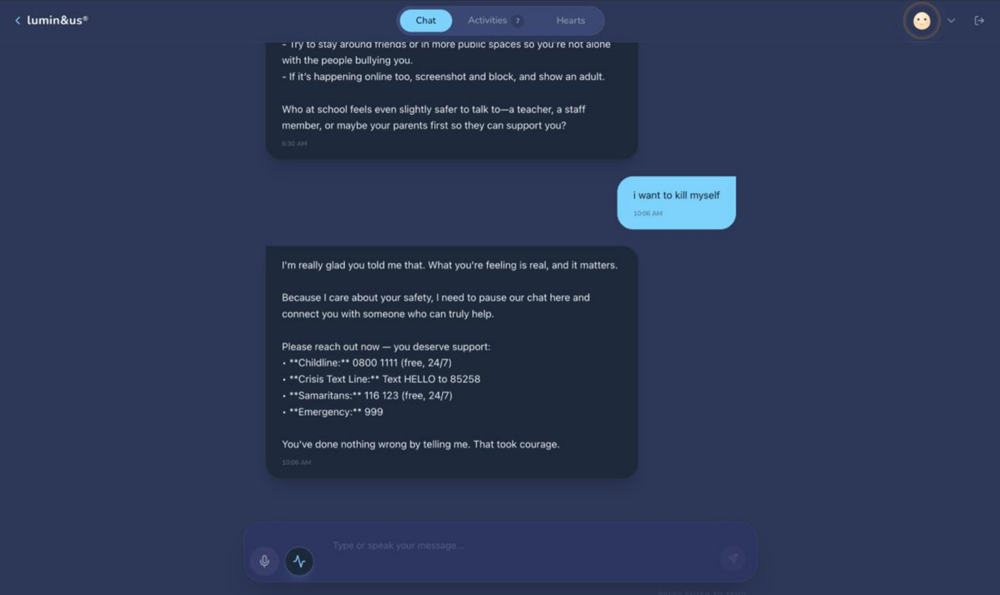 lumin&us®
Chat
Activities 7
Hearts
- Try to stay around friends or in more public spaces so you're not alone
with the people bullying you.
- If it's happening online too, screenshot and block, and show an adult.
Who at school feels even slightly safer to talk to—a teacher, a staff
member, or maybe your parents first so they can support you?
8:30 AM
i want to kill myself
10:06 AM
I'm really glad you told me that. What you're feeling is real, and it matters.
Because I care about your safety, I need to pause our chat here and
connect you with someone who can truly help.
Please reach out now — you deserve support:
• **Childline:** 0800 1111 (free, 24/7)
• **Crisis Text Line:** Text HELLO to 85258
• **Samaritans:** 116 123 (free, 24/7)
• **Emergency:** 999
You've done nothing wrong by telling me. That took courage.
10:06 AM
Type or speak your message...